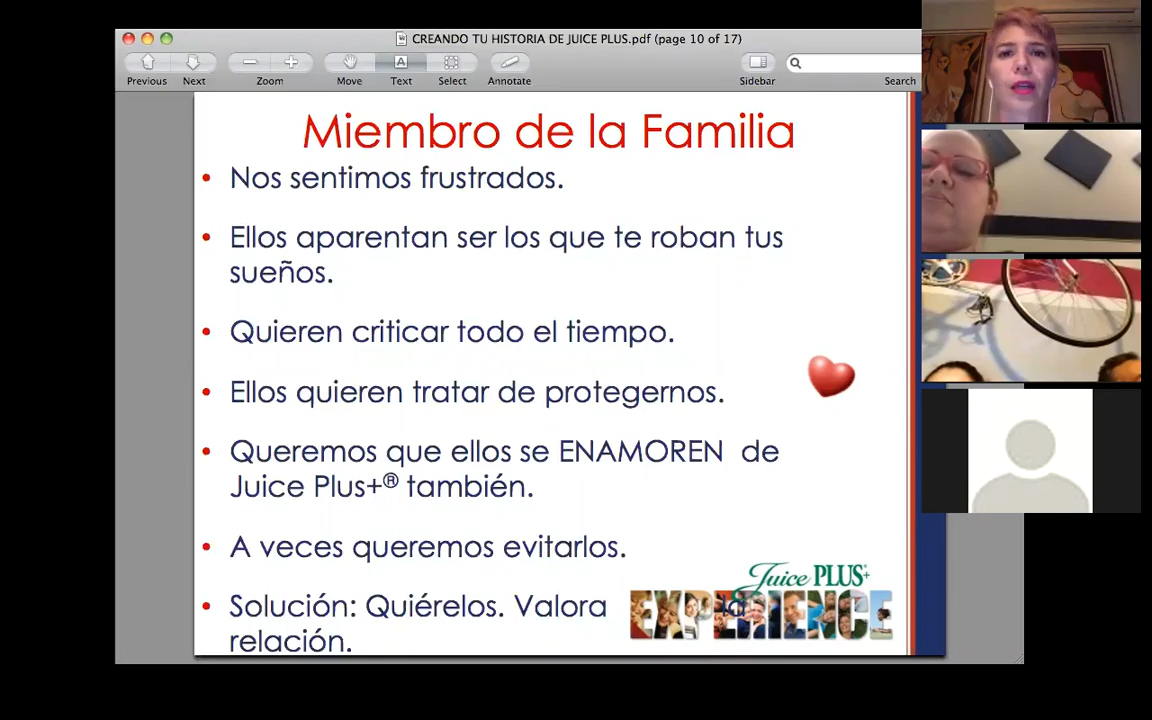 CREANDO TU HISTORIA DE JUICE PLUS.pdf (page 10 of 17)
Previous
Next
Zoom
Move
Text
Select
Annotate
Sidebar
Search
Miembro de la Familia
• Nos sentimos frustrados.
• Ellos aparentan ser los que te roban tus
sueños.
• Quieren criticar todo el tiempo.
• Ellos quieren tratar de protegernos.
• Queremos que ellos se ENAMOREN de
Juice Plus+® también.
• A veces queremos evitarlos.
• Solución: Quiérelos. Valora la
relación.
Juice PLUS+
EXPERIENCE